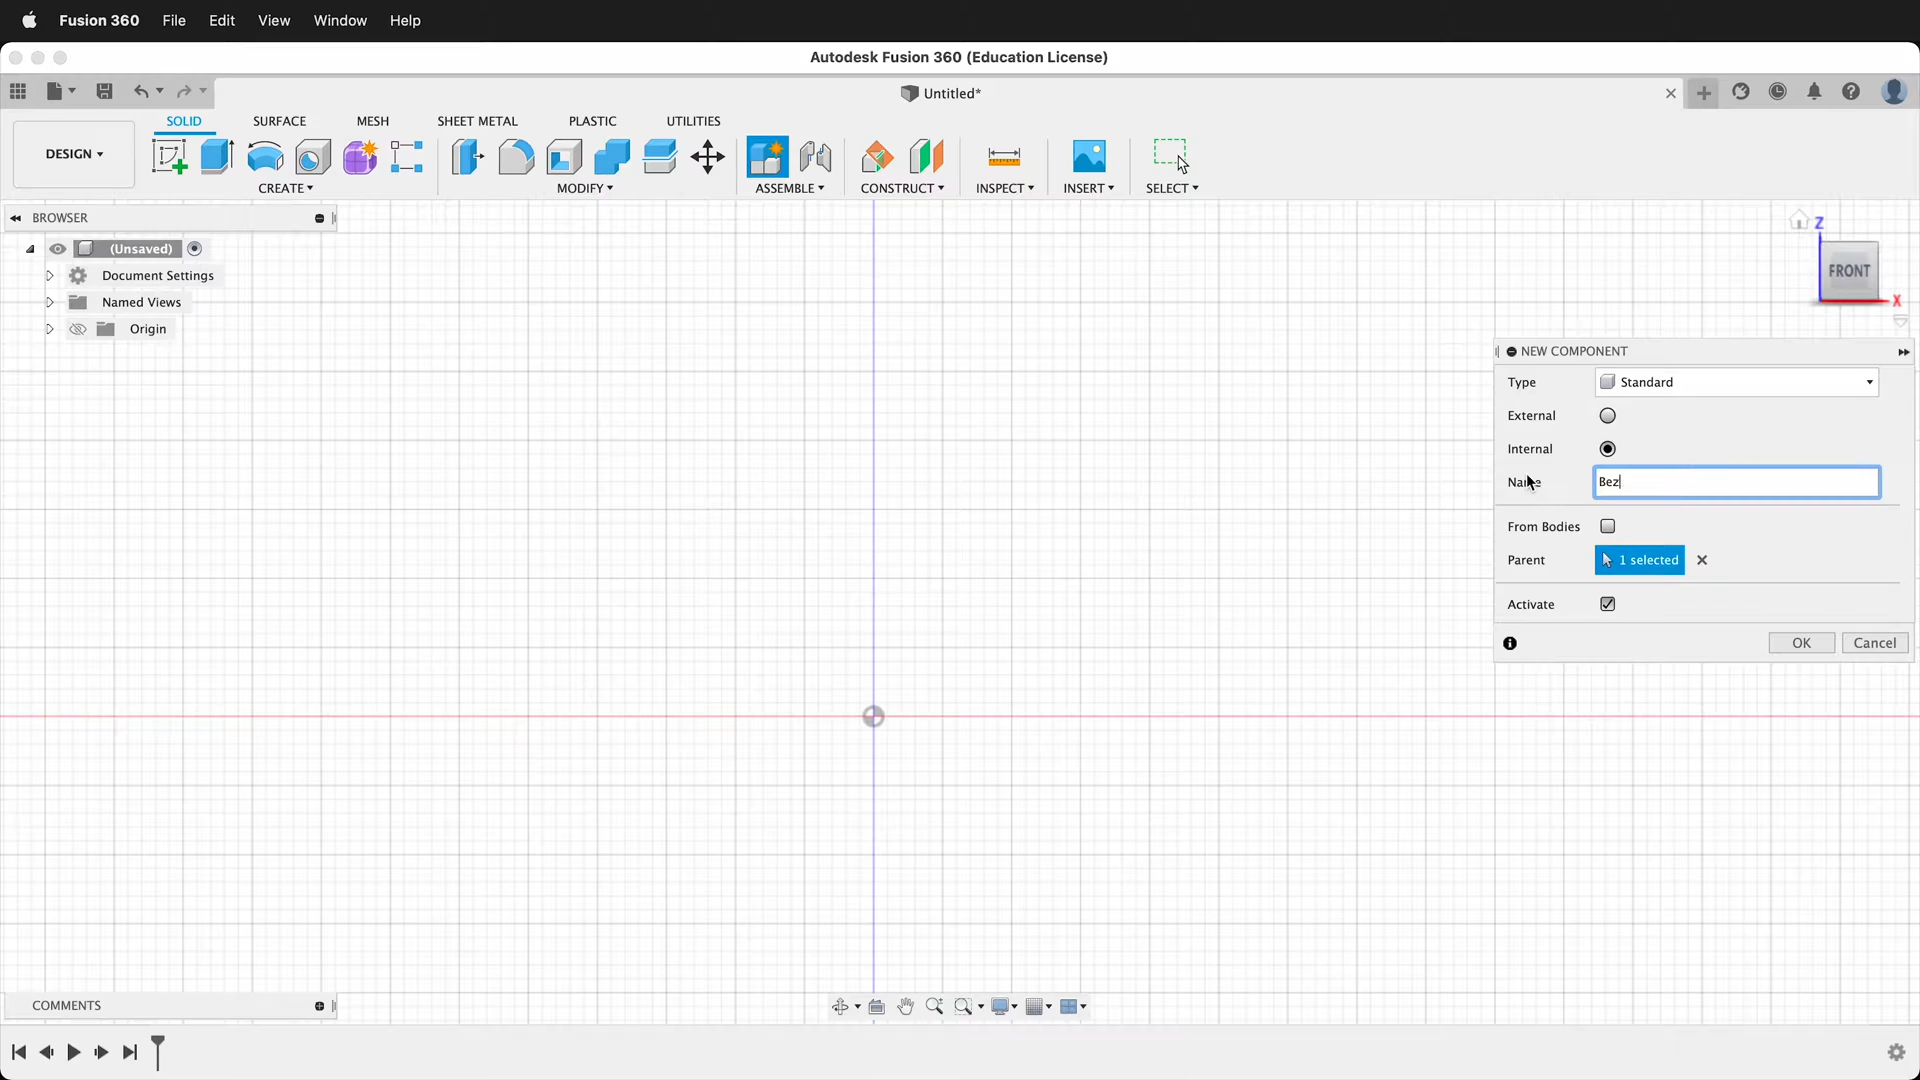 Fusion 360 File Edit View Window Help
Autodesk Fusion 360 (Education License)
Untitled*
DESIGN
SOLID SURFACE MESH SHEET METAL PLASTIC UTILITIES
CREATE MODIFY ASSEMBLE CONSTRUCT INSPECT INSERT SELECT
BROWSER
(Unsaved)
Document Settings
Named Views
Origin
Z
FRONT
X
NEW COMPONENT
Type Standard
External
Internal
Name Bez
From Bodies
Parent 1 selected
Activate
OK Cancel
COMMENTS